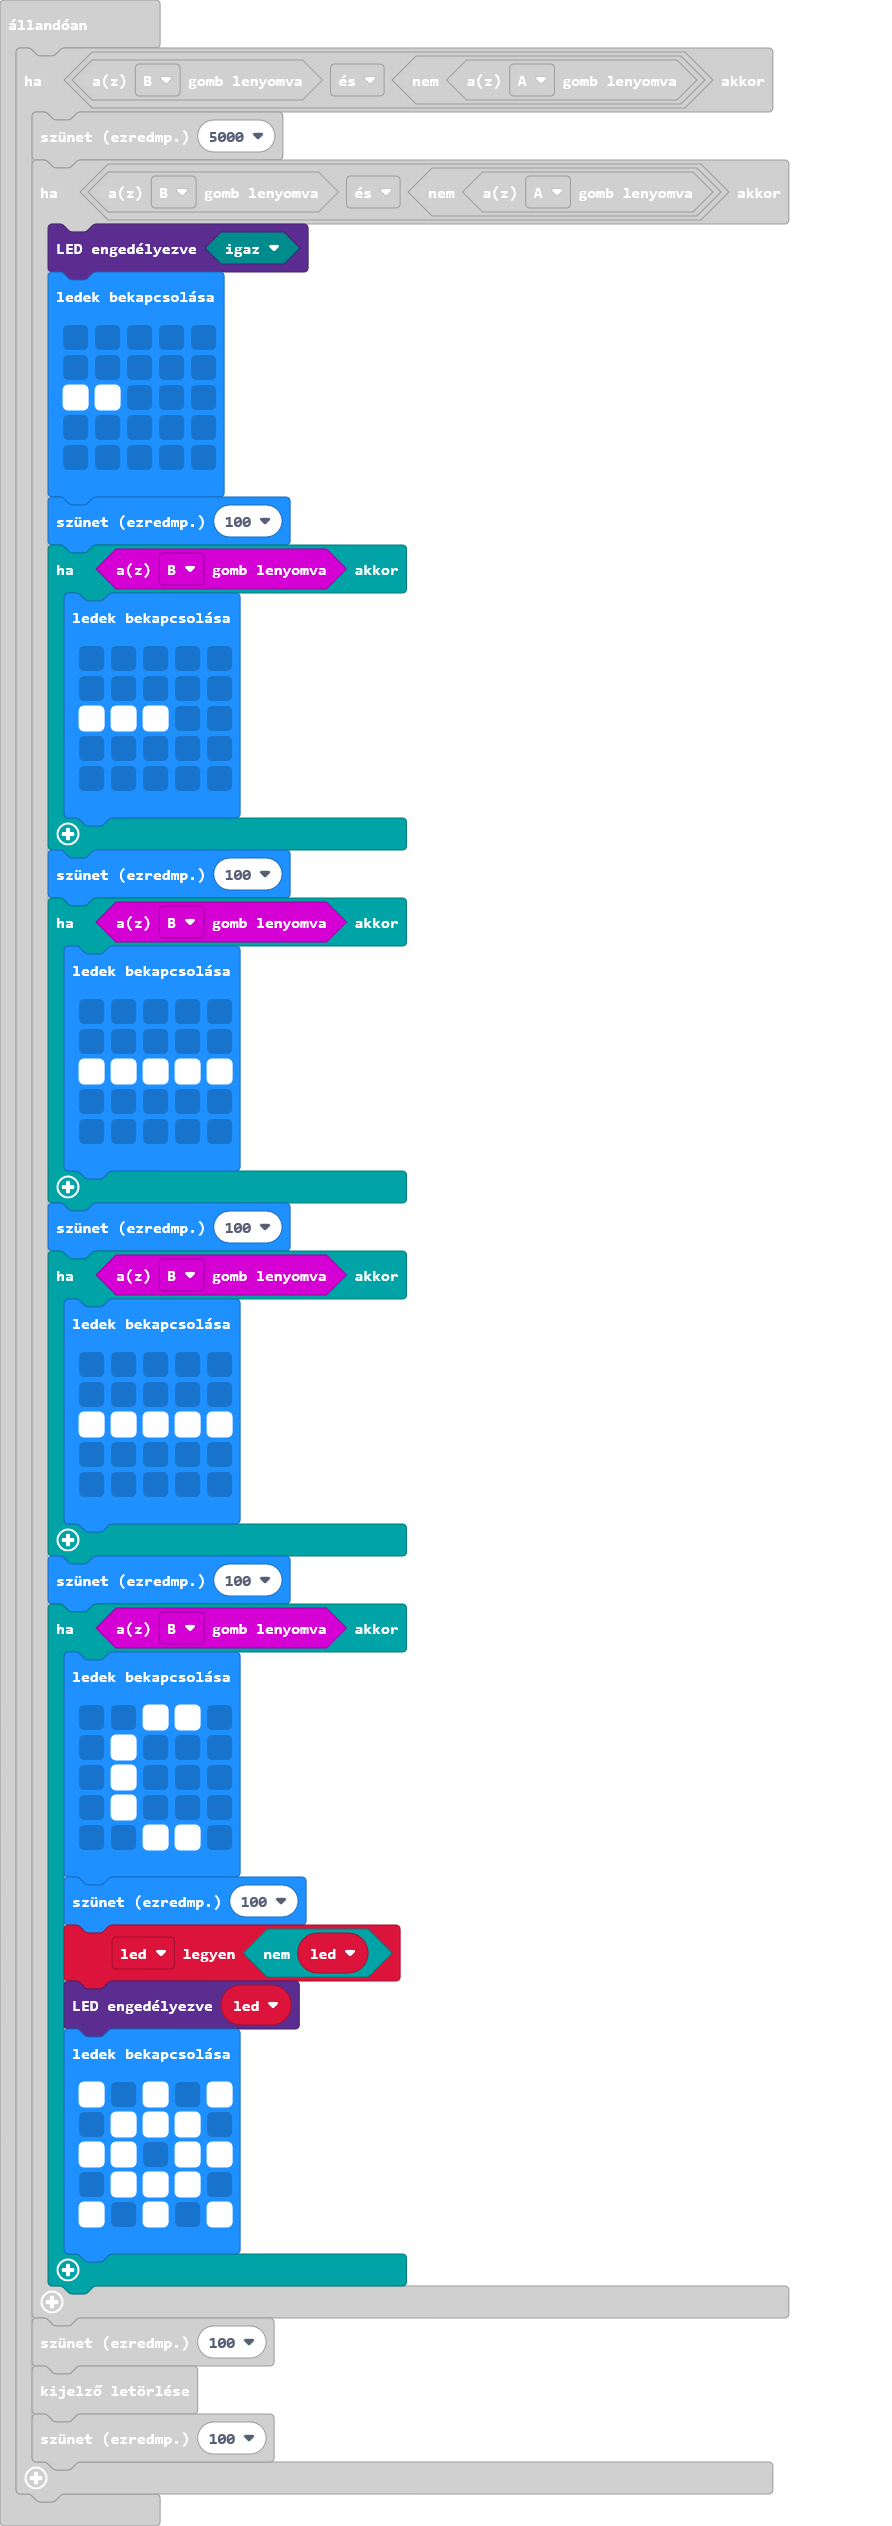 állandóan
ha a(z) B gomb lenyomva és nem a(z) A gomb lenyomva akkor
szünet (ezredmp.) 5000
ha a(z) B gomb lenyomva és nem a(z) A gomb lenyomva akkor
LED engedélyezve igaz
ledek bekapcsolása
szünet (ezredmp.) 100
ha a(z) B gomb lenyomva akkor
ledek bekapcsolása
szünet (ezredmp.) 100
ha a(z) B gomb lenyomva akkor
ledek bekapcsolása
szünet (ezredmp.) 100
ha a(z) B gomb lenyomva akkor
ledek bekapcsolása
szünet (ezredmp.) 100
ha a(z) B gomb lenyomva akkor
ledek bekapcsolása
szünet (ezredmp.) 100
led legyen nem led
LED engedélyezve led
ledek bekapcsolása
szünet (ezredmp.) 100
kijelző letörlése
szünet (ezredmp.) 100